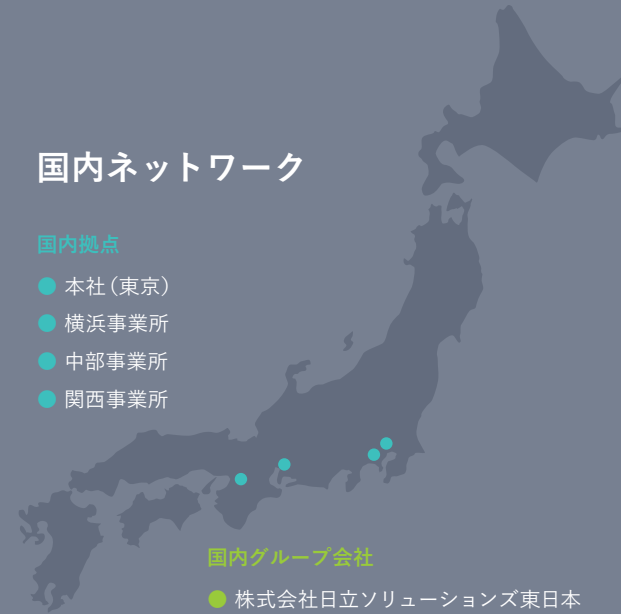 国内ネットワーク
国内拠点
本社(東京)
横浜事業所
中部事業所
関西事業所
国内グループ会社
株式会社日立ソリューションズ東日本